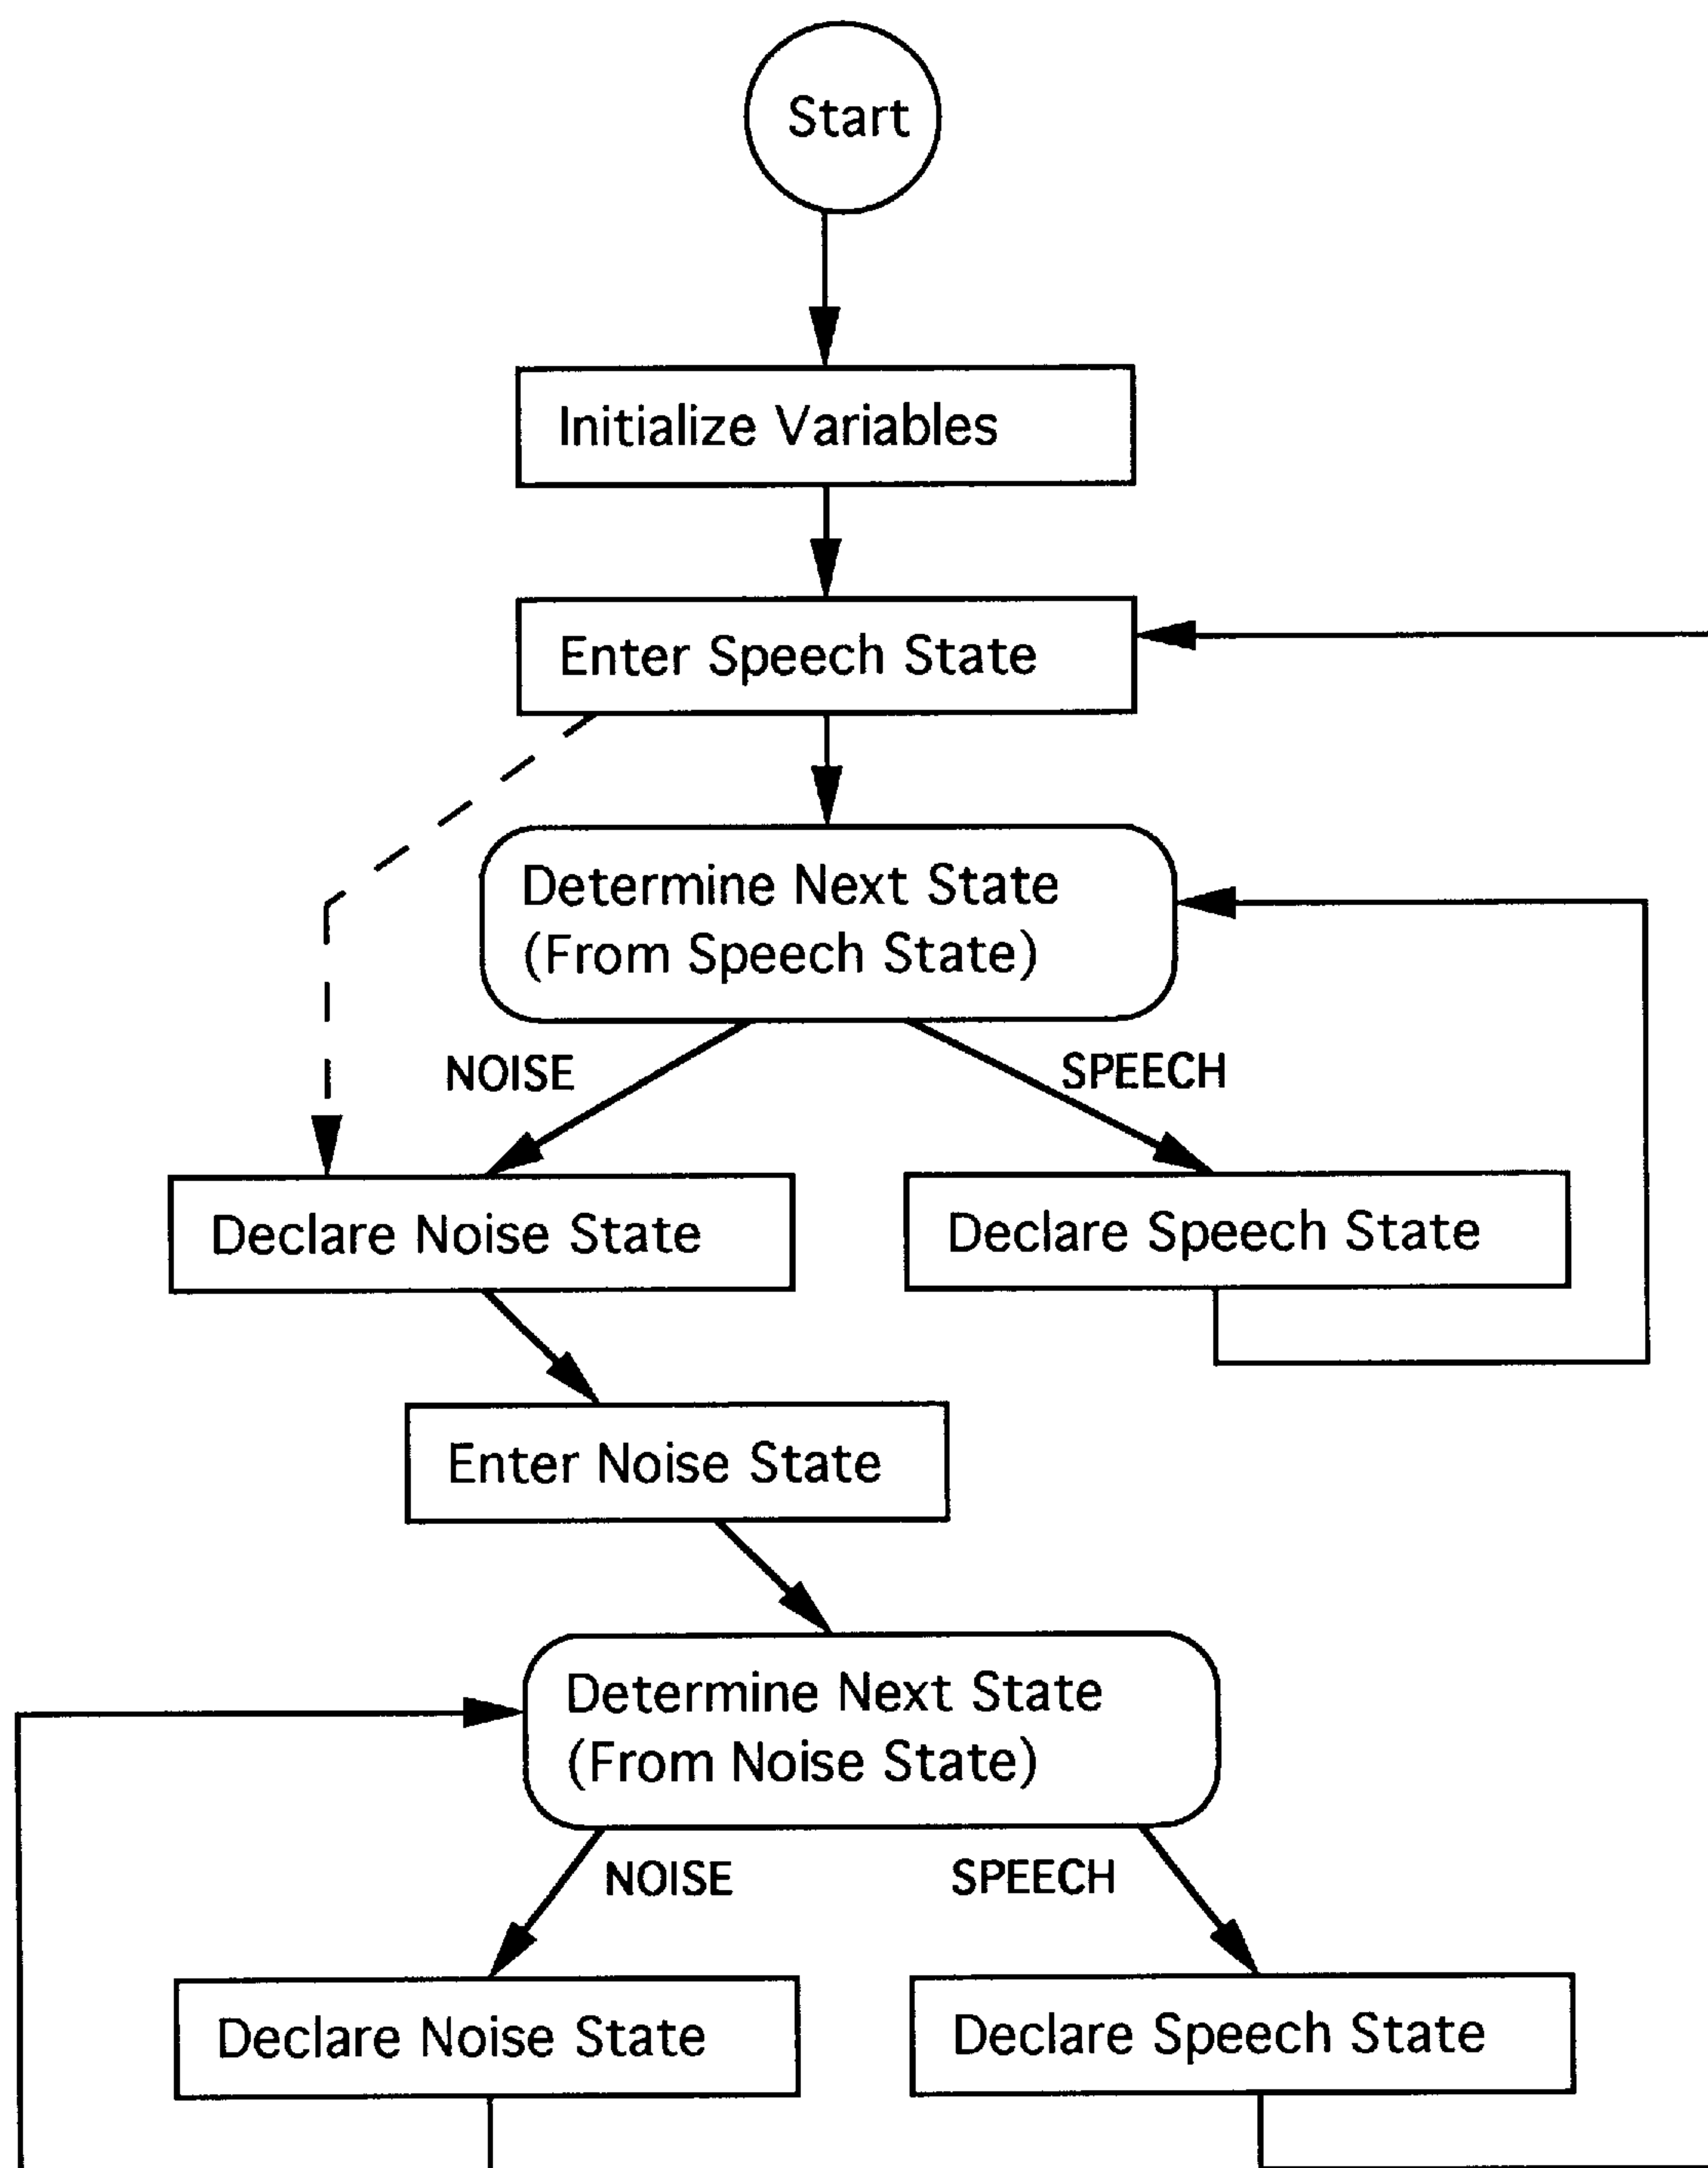 Start
Initialize Variables
Enter Speech State
Determine Next State
(From Speech State)
NOISE
SPEECH
Declare Noise State
Declare Speech State
Enter Noise State
Determine Next State
(From Noise State)
NOISE
SPEECH
Declare Noise State
Declare Speech State